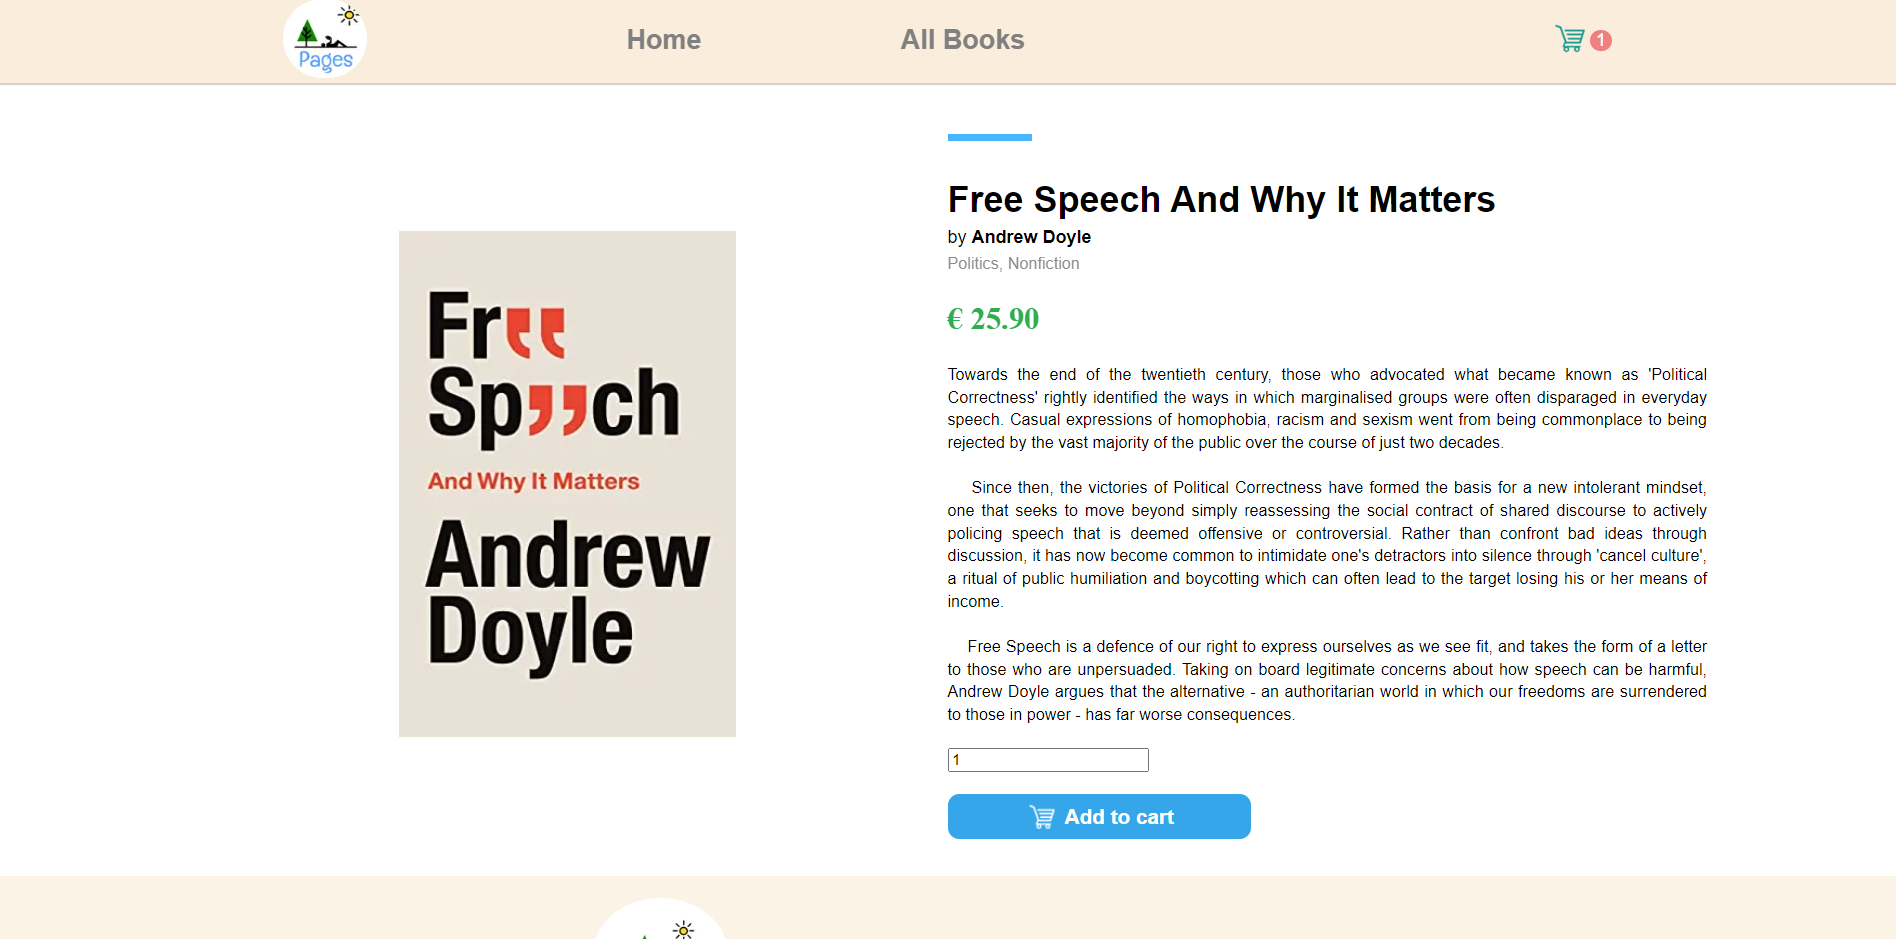 Pages
Home
All Books
1
Free Speech And Why It Matters
by Andrew Doyle
Politics, Nonfiction
€ 25.90
Fr‘‘
Sp’’ch
And Why It Matters
Andrew
Doyle
Towards the end of the twentieth century, those who advocated what became known as 'Political
Correctness' rightly identified the ways in which marginalised groups were often disparaged in everyday
speech. Casual expressions of homophobia, racism and sexism went from being commonplace to being
rejected by the vast majority of the public over the course of just two decades.
Since then, the victories of Political Correctness have formed the basis for a new intolerant mindset,
one that seeks to move beyond simply reassessing the social contract of shared discourse to actively
policing speech that is deemed offensive or controversial. Rather than confront bad ideas through
discussion, it has now become common to intimidate one's detractors into silence through 'cancel culture',
a ritual of public humiliation and boycotting which can often lead to the target losing his or her means of
income.
Free Speech is a defence of our right to express ourselves as we see fit, and takes the form of a letter
to those who are unpersuaded. Taking on board legitimate concerns about how speech can be harmful,
Andrew Doyle argues that the alternative - an authoritarian world in which our freedoms are surrendered
to those in power - has far worse consequences.
1
Add to cart